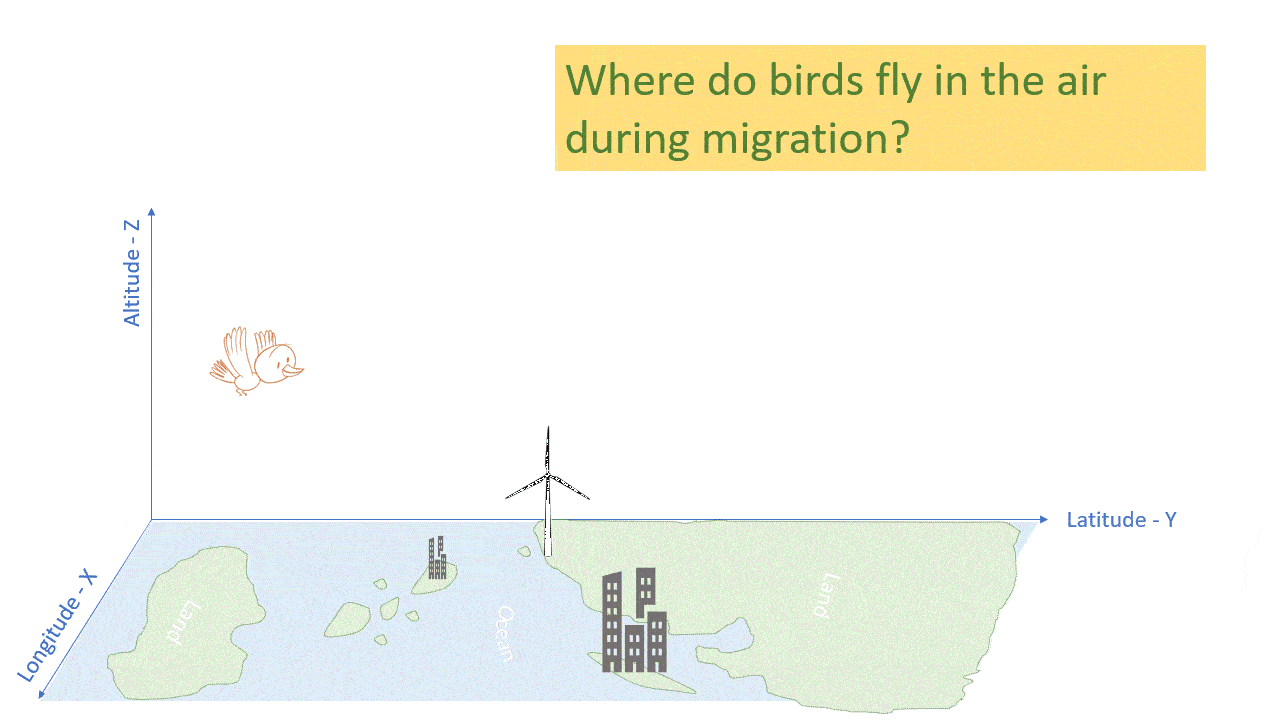 Where do birds fly in the air
during migration?
Altitude - Z
Latitude - Y
Longitude - X
Land
Ocean
Land